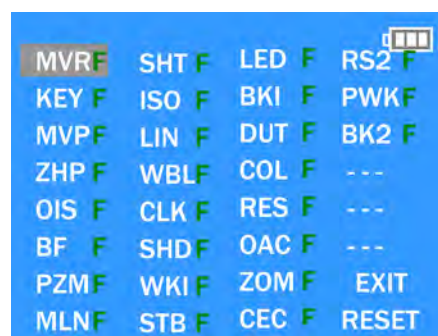 MVR F SHT F LED F RS2 F
KEY F ISO F BKI F PWK F
MVP F LIN F DUT F BK2 F
ZHP F WBL F COL F ---
OIS F CLK F RES F ---
BF F SHD F OAC F ---
PZM F WKI F ZOM F EXIT
MLN F STB F CEC F RESET